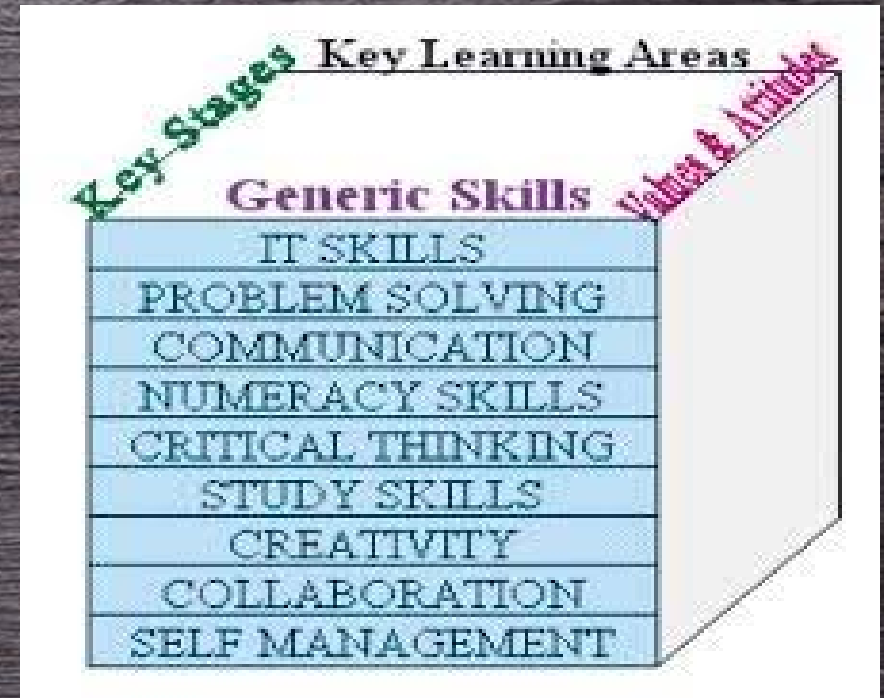 Key Learning Areas
Key Stages
Values & Attitudes
Generic Skills
IT SKILLS
PROBLEM SOLVING
COMMUNICATION
NUMERACY SKILLS
CRITICAL THINKING
STUDY SKILLS
CREATIVITY
COLLABORATION
SELF MANAGEMENT